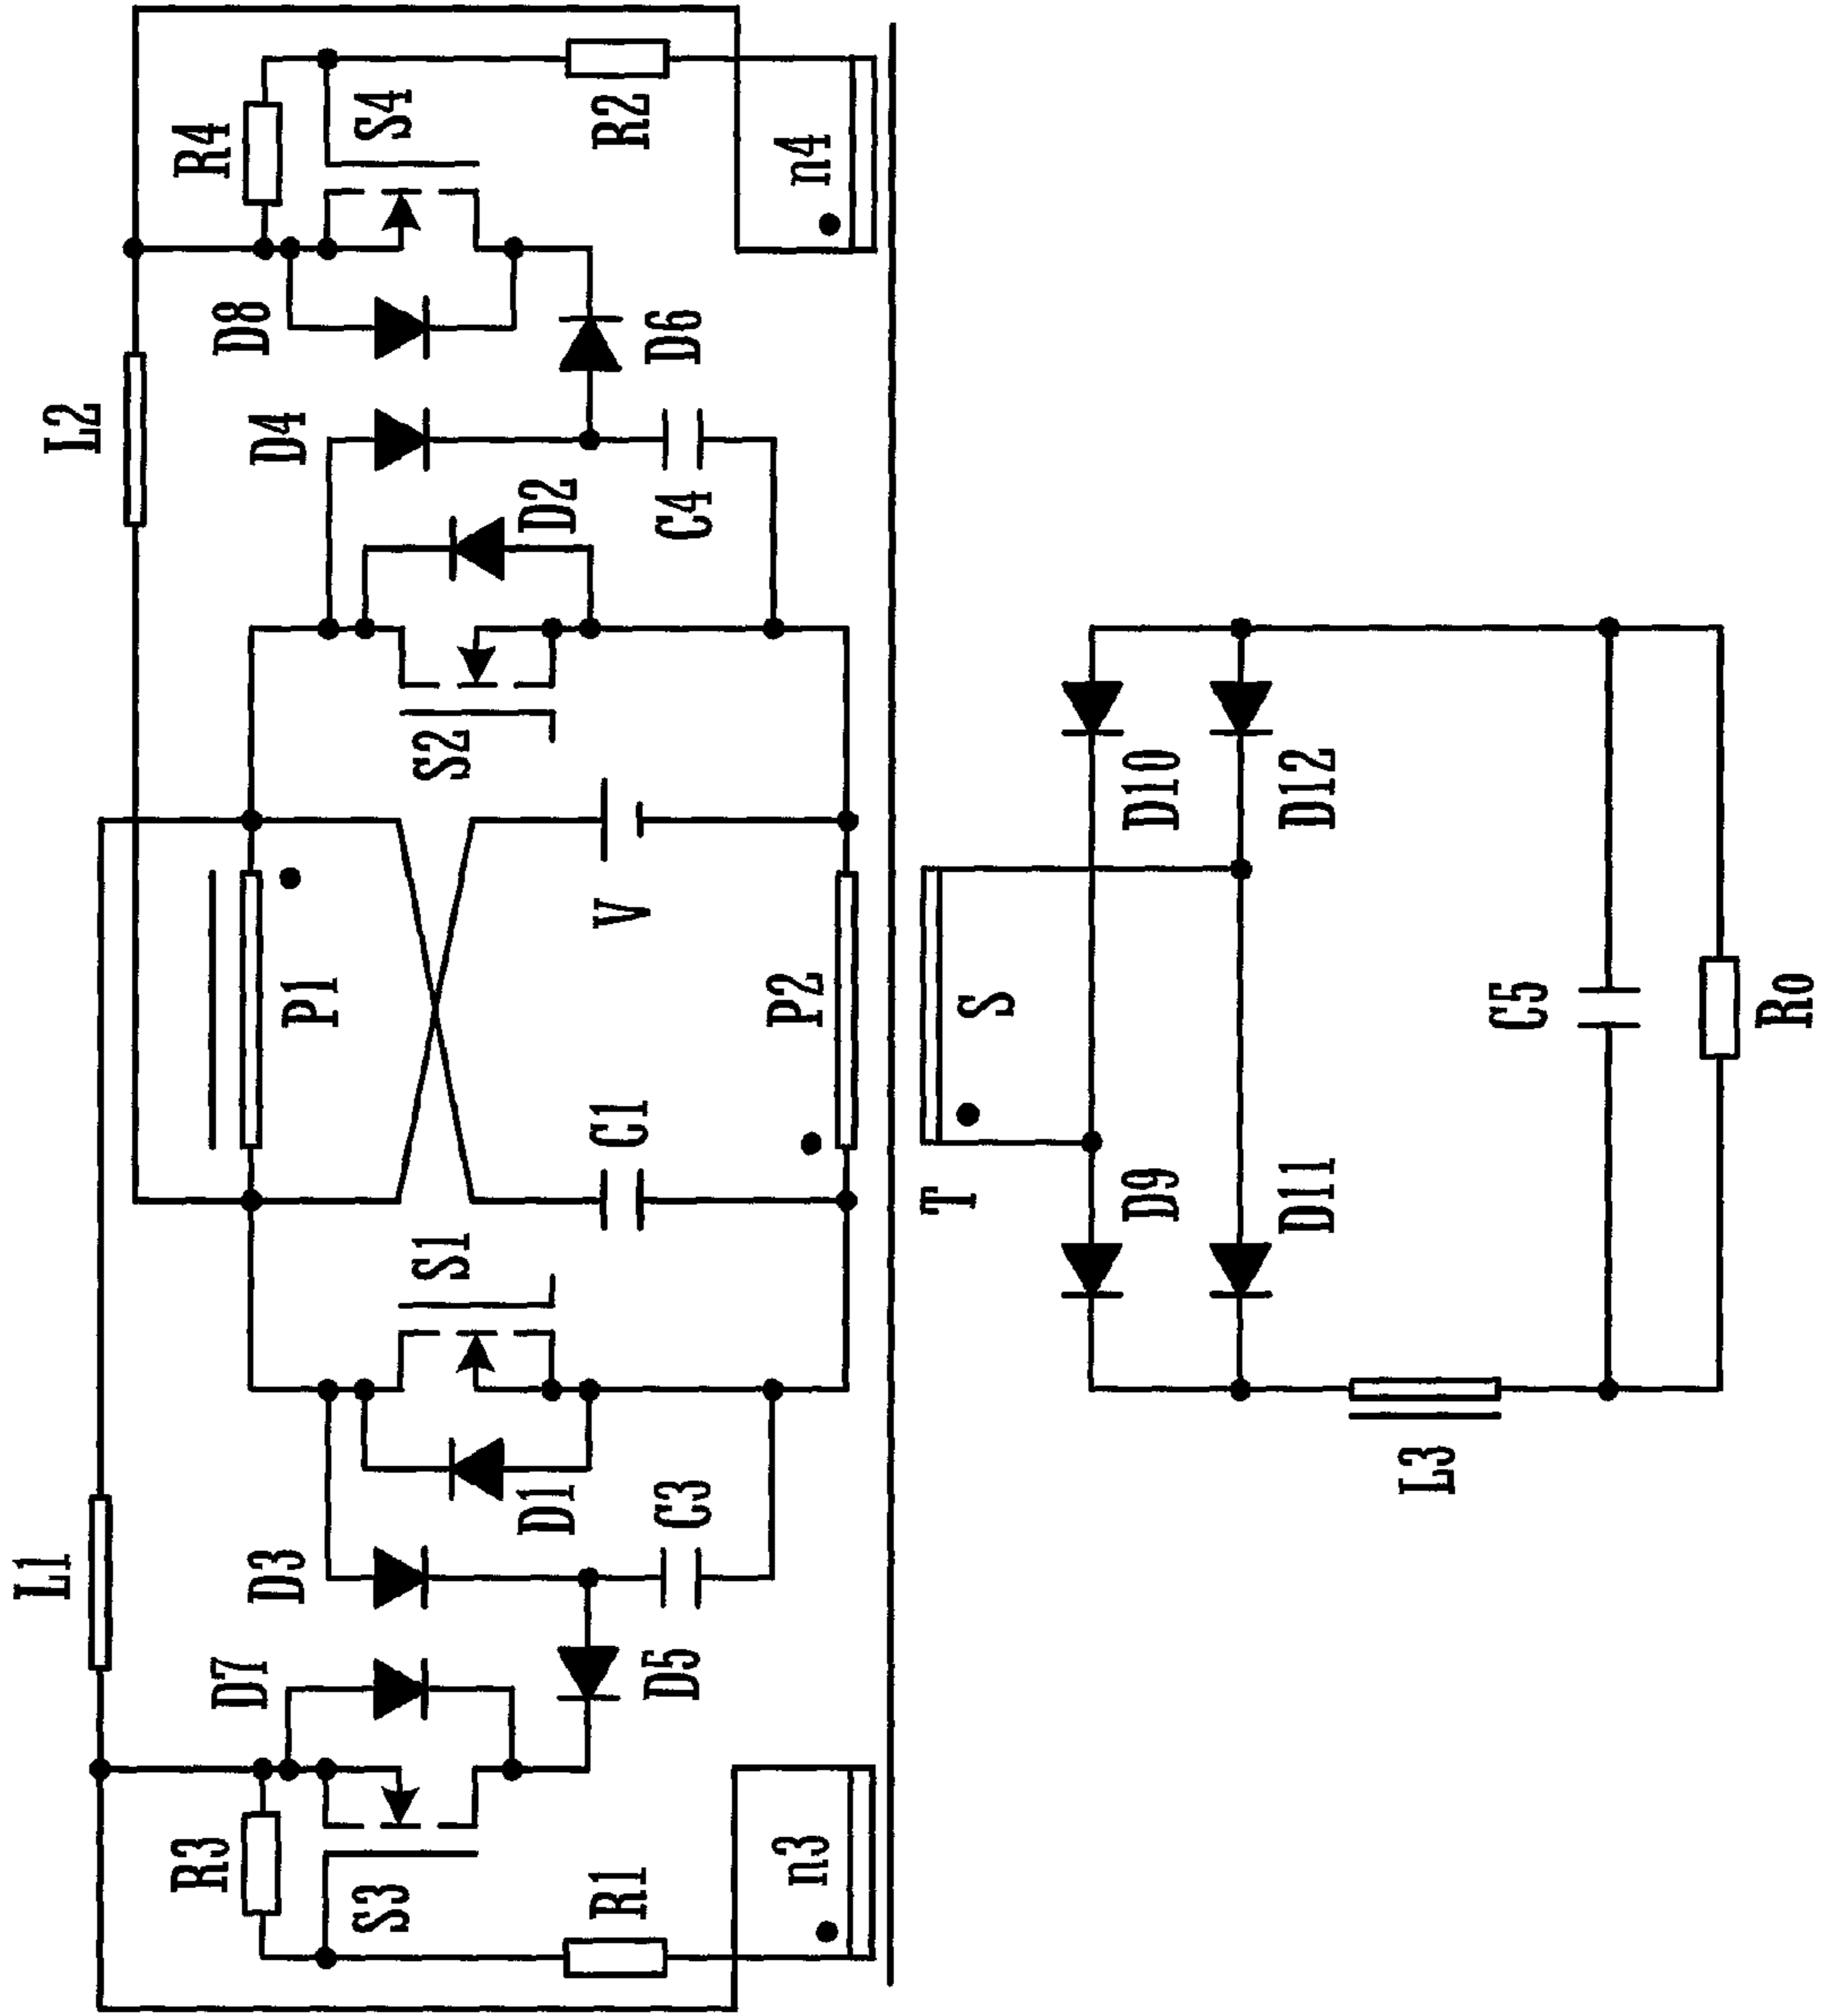 L1
L2
R3
D7
D8
R4
D3
P1
D4
S3
S1
S2
S4
D1
D2
R1
C1
V
R2
D5
C3
C4
D6
n3
P2
n4
T
S
D9
D10
D11
D12
L3
C5
Ro